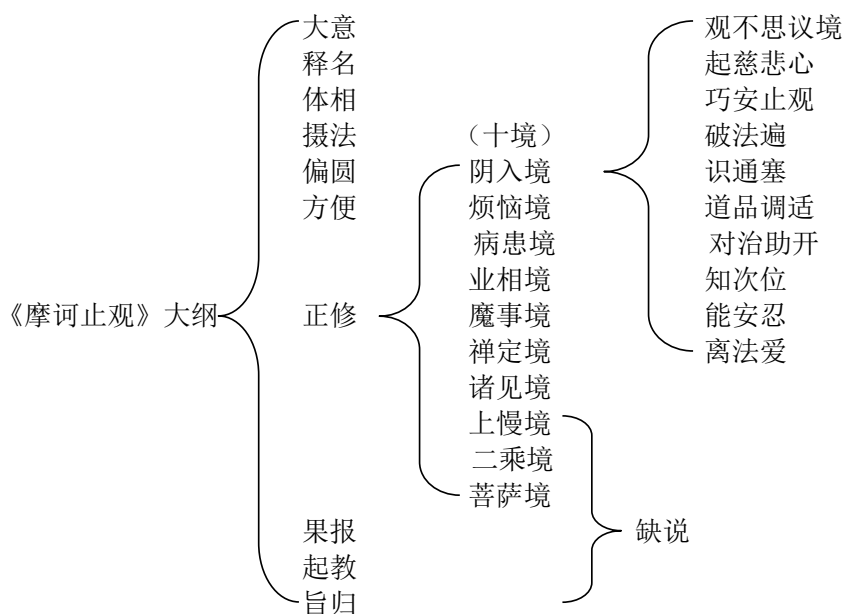 大意 观不思议境
释名 起慈悲心
体相 巧安止观
摄法 （十境） 破法遍
偏圆 阴入境 识通塞
方便 烦恼境 道品调适
病患境 对治助开
业相境 知次位
《摩诃止观》大纲 正修 魔事境 能安忍
禅定境 离法爱
诸见境
上慢境
二乘境
菩萨境
果报 缺说
起教
旨归